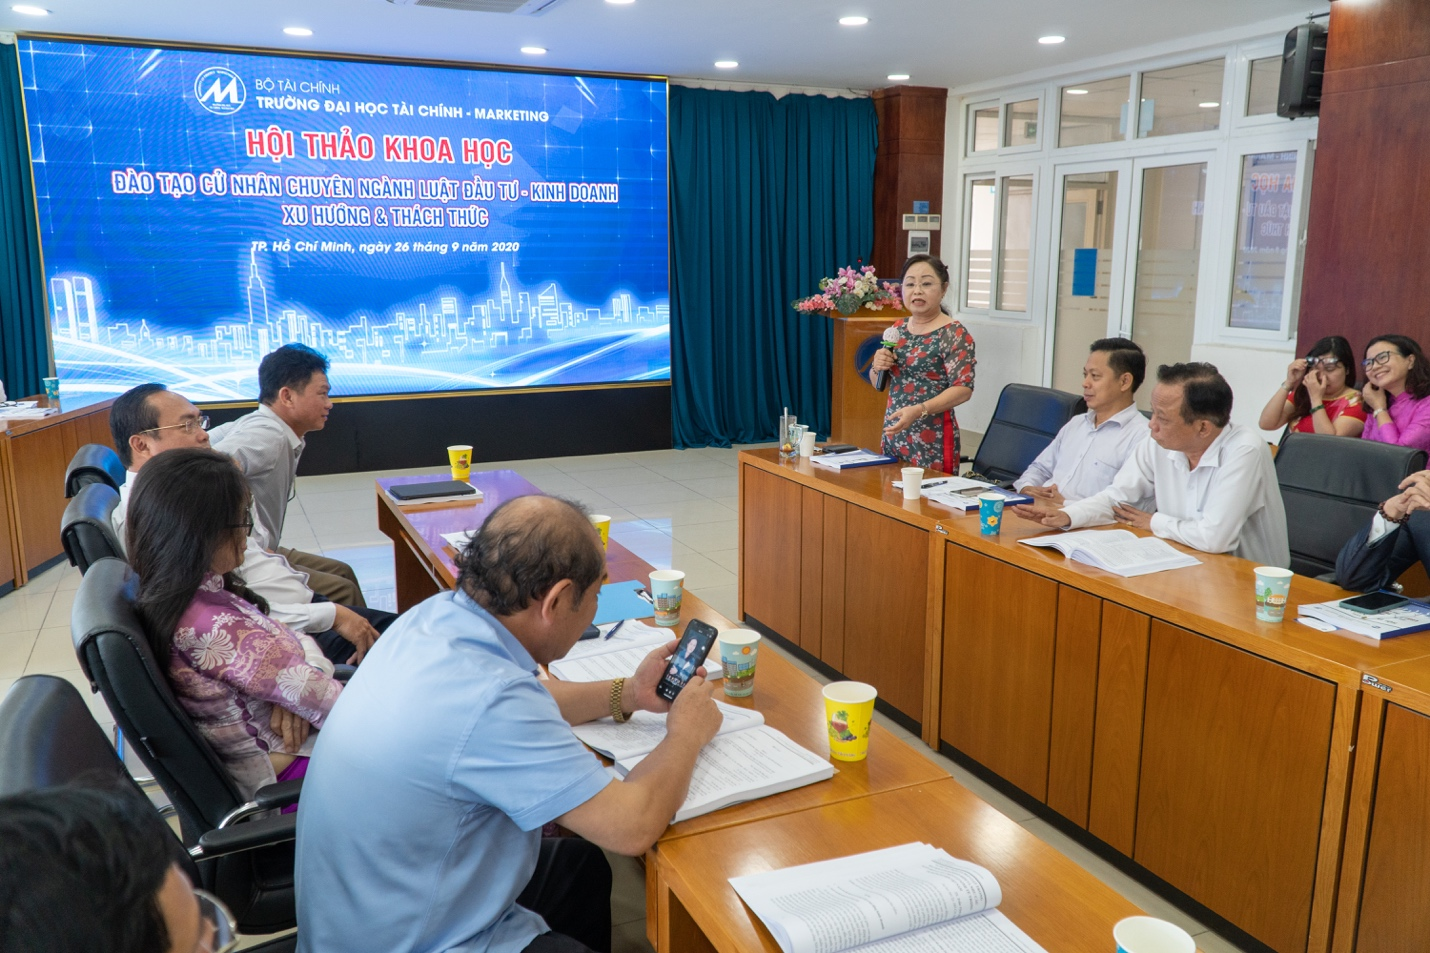 BỘ TÀI CHÍNH
TRƯỜNG ĐẠI HỌC TÀI CHÍNH - MARKETING
HỘI THẢO KHOA HỌC
ĐÀO TẠO CỬ NHÂN CHUYÊN NGÀNH LUẬT ĐẦU TƯ - KINH DOANH
XU HƯỚNG & THÁCH THỨC
TP. Hồ Chí Minh, ngày 26 tháng 9 năm 2020